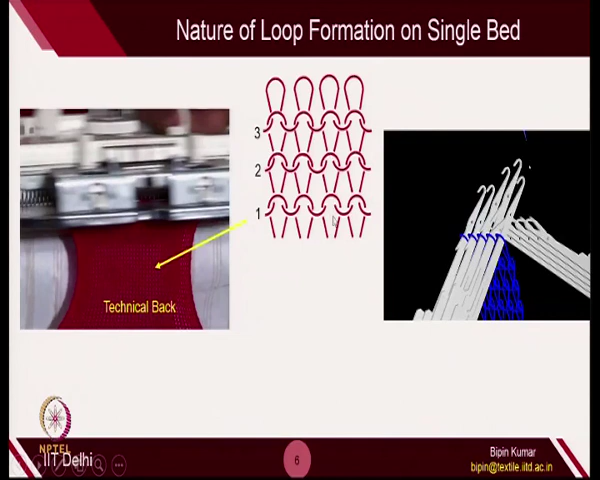 Nature of Loop Formation on Single Bed
3
2
1
Technical Back
NPTEL
IIT Delhi
6
Bipin Kumar
bipin@textile.iitd.ac.in